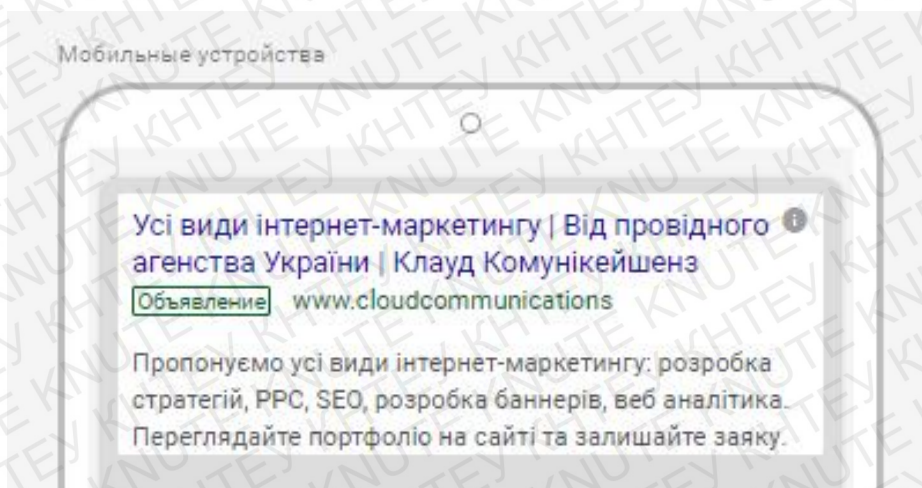 Мобильные устройства
Усі види інтернет-маркетингу | Від провідного
агенства України | Клауд Комунікейшенз
Объявление www.cloudcommunications
Пропонуємо усі види інтернет-маркетингу: розробка
стратегій, PPC, SEO, розробка баннерів, веб аналітика.
Переглядайте портфоліо на сайті та залишайте заяку.